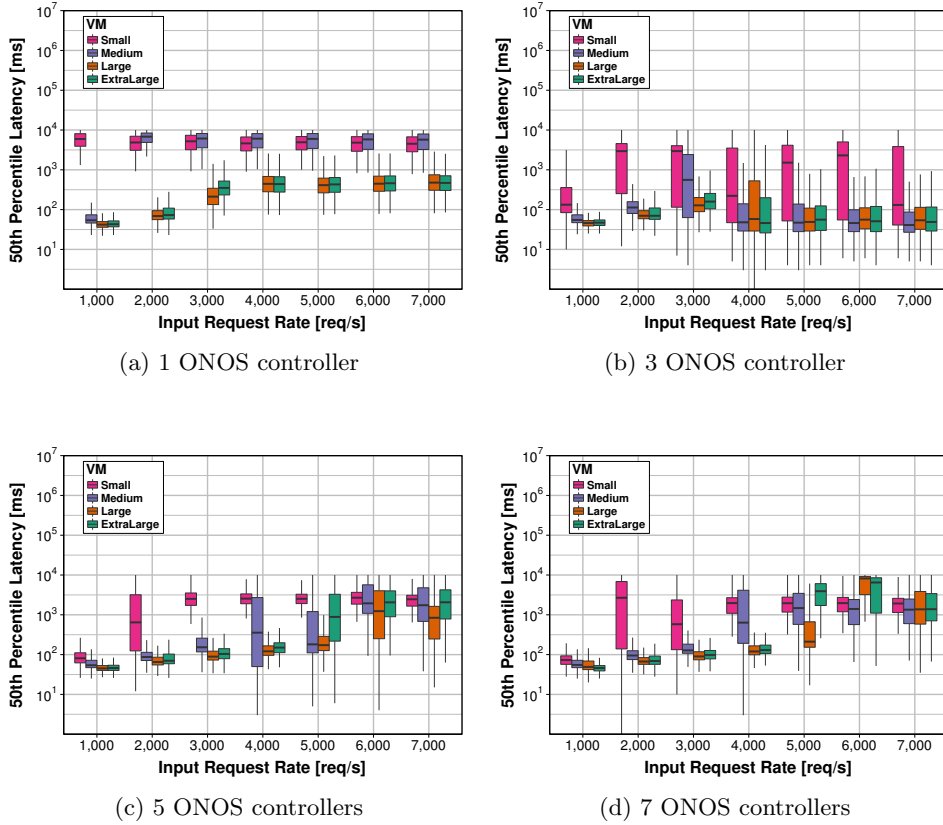 VM
Small
Medium
Large
ExtraLarge
50th Percentile Latency [ms]
10^7
10^6
10^5
10^4
10^3
10^2
10^1
1,000 2,000 3,000 4,000 5,000 6,000 7,000
Input Request Rate [req/s]
(a) 1 ONOS controller
VM
Small
Medium
Large
ExtraLarge
50th Percentile Latency [ms]
10^7
10^6
10^5
10^4
10^3
10^2
10^1
1,000 2,000 3,000 4,000 5,000 6,000 7,000
Input Request Rate [req/s]
(b) 3 ONOS controller
VM
Small
Medium
Large
ExtraLarge
50th Percentile Latency [ms]
10^7
10^6
10^5
10^4
10^3
10^2
10^1
1,000 2,000 3,000 4,000 5,000 6,000 7,000
Input Request Rate [req/s]
(c) 5 ONOS controllers
VM
Small
Medium
Large
ExtraLarge
50th Percentile Latency [ms]
10^7
10^6
10^5
10^4
10^3
10^2
10^1
1,000 2,000 3,000 4,000 5,000 6,000 7,000
Input Request Rate [req/s]
(d) 7 ONOS controllers